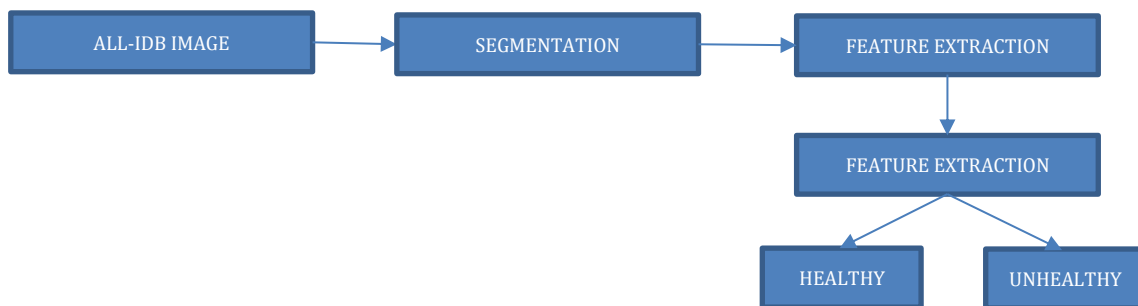 ALL-IDB IMAGE
SEGMENTATION
FEATURE EXTRACTION
FEATURE EXTRACTION
HEALTHY
UNHEALTHY